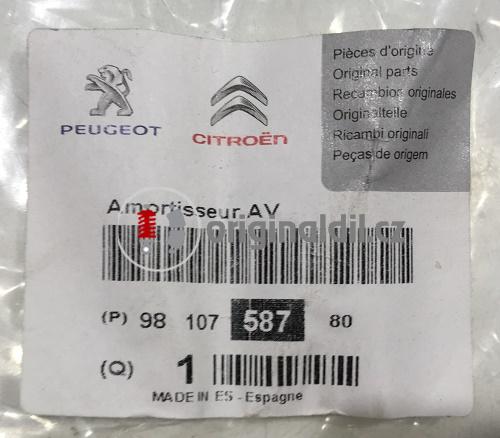 PEUGEOT
CITROËN
Pièces d'origine
Original parts
Recambios originales
Originalteile
Ricambi originali
Peças de origem
Amortisseur AV
originaldil.cz
(P) 98 107 587 80
(Q) 1
MADE IN ES - Espagne